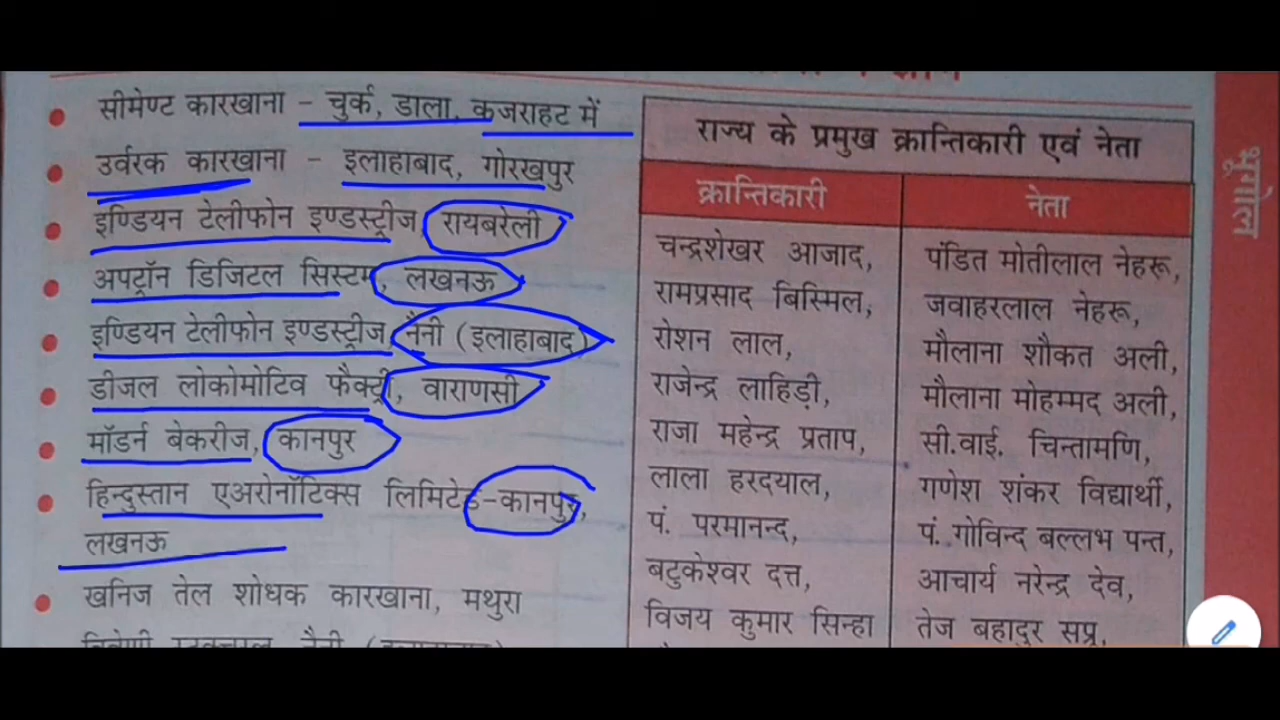 सीमेण्ट कारखाना - चुर्क, डाला, कजराहट में
उर्वरक कारखाना - इलाहाबाद, गोरखपुर
इण्डियन टेलीफोन इण्डस्ट्रीज, रायबरेली
अपट्रॉन डिजिटल सिस्टम, लखनऊ
इण्डियन टेलीफोन इण्डस्ट्रीज, नैनी (इलाहाबाद)
डीजल लोकोमोटिव फैक्ट्री, वाराणसी
मॉडर्न बेकरीज, कानपुर
हिन्दुस्तान एअरोनॉटिक्स लिमिटेड-कानपुर,
लखनऊ
खनिज तेल शोधक कारखाना, मथुरा
राज्य के प्रमुख क्रान्तिकारी एवं नेता
क्रान्तिकारी
चन्द्रशेखर आजाद,
रामप्रसाद बिस्मिल,
रोशन लाल,
राजेन्द्र लाहिड़ी,
राजा महेन्द्र प्रताप,
लाला हरदयाल,
पं. परमानन्द,
बटुकेश्वर दत्त,
विजय कुमार सिन्हा
नेता
पंडित मोतीलाल नेहरू,
जवाहरलाल नेहरू,
मौलाना शौकत अली,
मौलाना मोहम्मद अली,
सी.वाई. चिन्तामणि,
गणेश शंकर विद्यार्थी,
पं. गोविन्द बल्लभ पन्त,
आचार्य नरेन्द्र देव,
तेज बहादुर सप्रू,
भूगोल